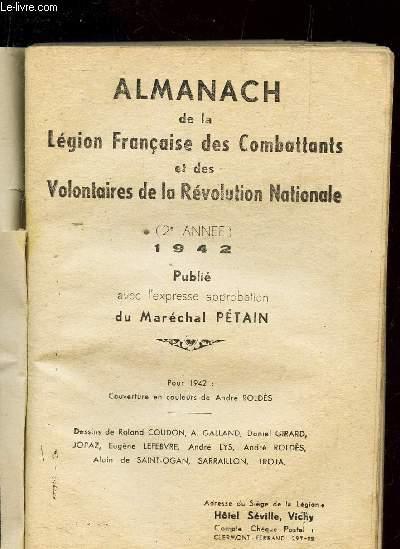 © Le-livre.com
ALMANACH
de la
Légion Française des Combattants
et des
Volontaires de la Révolution Nationale
(2e ANNEE)
1942
Publié
avec l'expresse approbation
du Maréchal PÉTAIN
Pour 1942 :
Couverture en couleurs de André ROLDÈS
Dessins de Roland COUDON, A. GALLAND, Daniel GIRARD,
JOPAZ, Eugène LEFEBVRE, André LYS, André ROLDÈS,
Alain de SAINT-OGAN, SARRAILLON, TROJA.
Adresse du Siège de la Légion :
Hôtel Séville, Vichy
Compte Chèque Postal :
CLERMONT-FERRAND